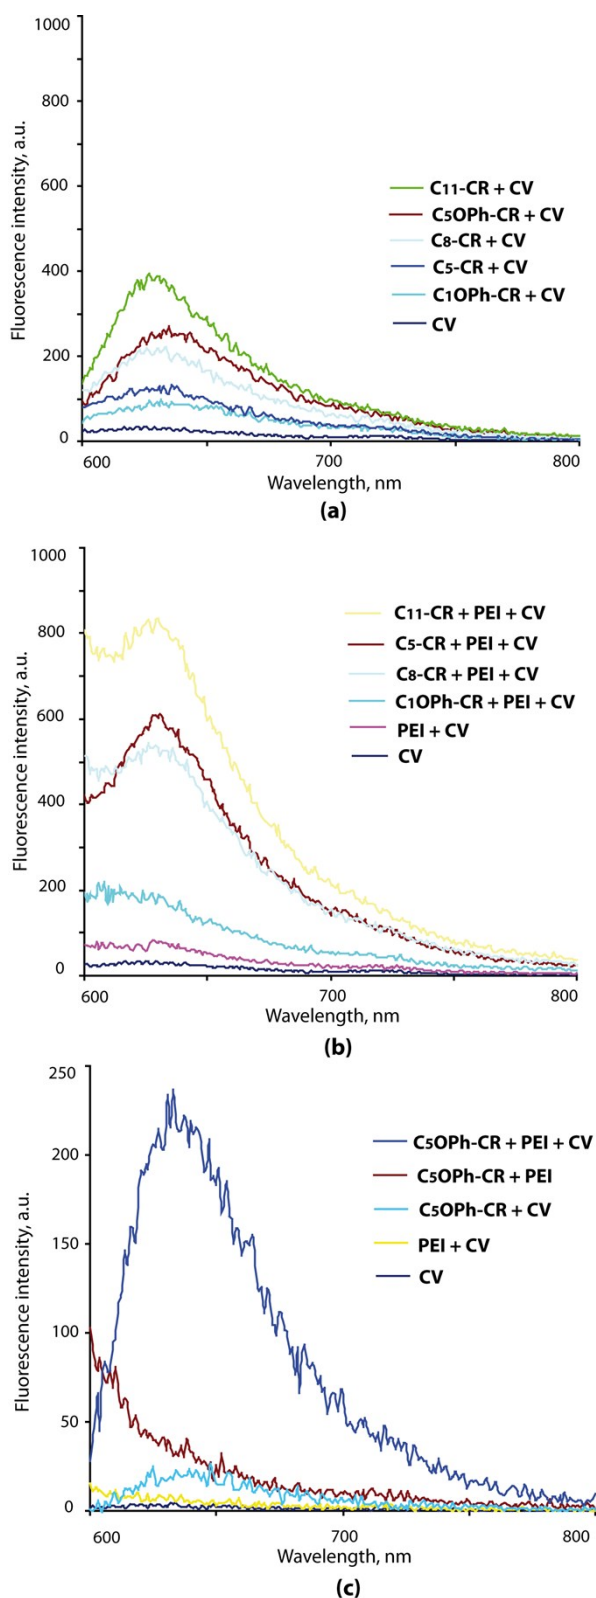 1000
800
600
400
200
0
Fluorescence intensity, a.u.
C11-CR + CV
C5OPh-CR + CV
C8-CR + CV
C5-CR + CV
C1OPh-CR + CV
CV
600 700 800
Wavelength, nm
(a)
1000
800
600
400
200
0
Fluorescence intensity, a.u.
C11-CR + PEI + CV
C5-CR + PEI + CV
C8-CR + PEI + CV
C1OPh-CR + PEI + CV
PEI + CV
CV
600 700 800
Wavelength, nm
(b)
250
200
150
100
50
0
Fluorescence intensity, a.u.
C5OPh-CR + PEI + CV
C5OPh-CR + PEI
C5OPh-CR + CV
PEI + CV
CV
600 700 800
Wavelength, nm
(c)